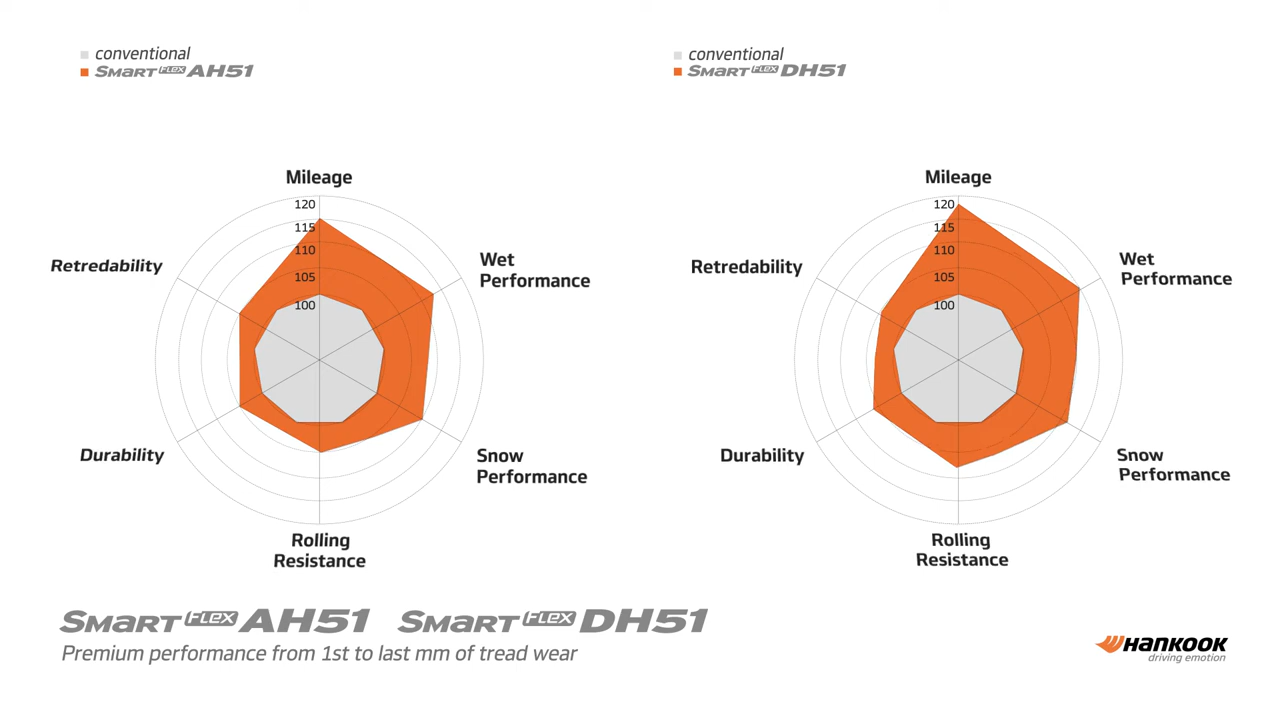 conventional
SMART FLEX AH51
conventional
SMART FLEX DH51
Mileage
120
115
110
105
100
Wet
Performance
Snow
Performance
Rolling
Resistance
Durability
Retredability
Mileage
120
115
110
105
100
Wet
Performance
Snow
Performance
Rolling
Resistance
Durability
Retredability
SMART FLEX AH51 SMART FLEX DH51
Premium performance from 1st to last mm of tread wear
HANKOOK
driving emotion